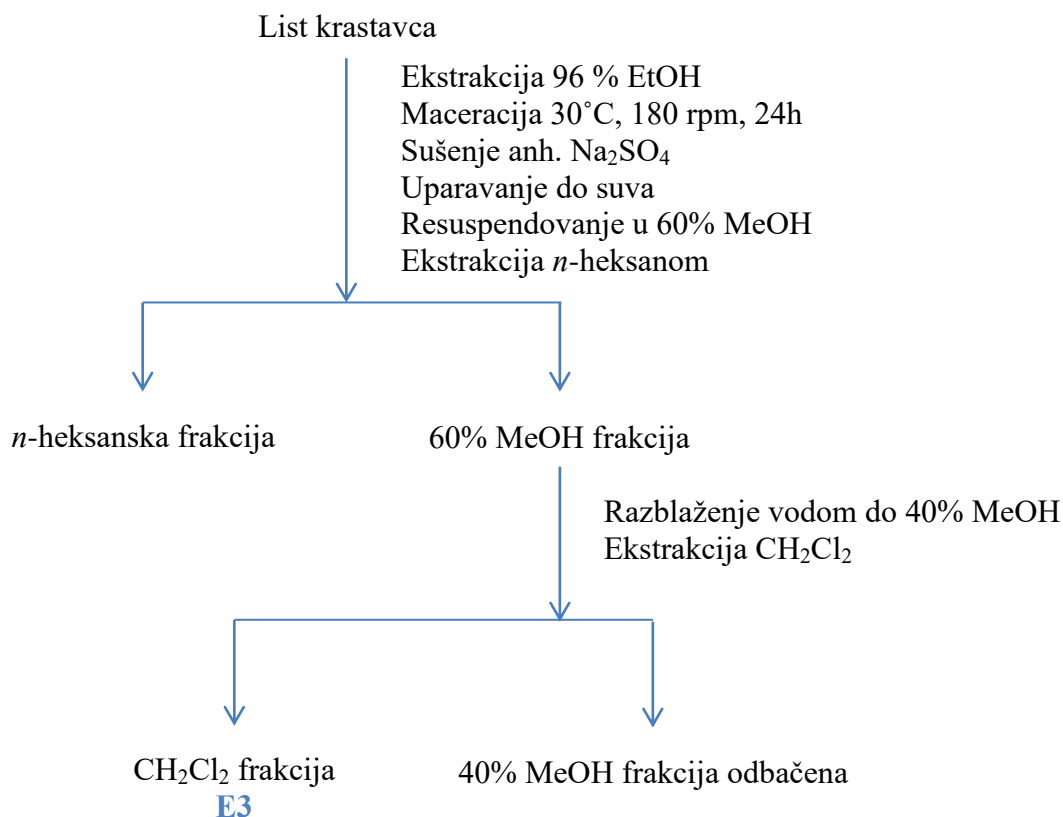 List krastavca
Ekstrakcija 96 % EtOH
Maceracija 30˚C, 180 rpm, 24h
Sušenje anh. Na₂SO₄
Uparavanje do suva
Resuspendovanje u 60% MeOH
Ekstrakcija n-heksanom
n-heksanska frakcija
60% MeOH frakcija
Razblaženje vodom do 40% MeOH
Ekstrakcija CH₂Cl₂
CH₂Cl₂ frakcija
E3
40% MeOH frakcija odbačena